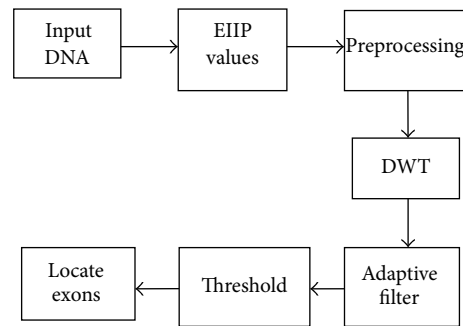 Input
DNA
EIIP
values
Preprocessing
DWT
Adaptive
filter
Threshold
Locate
exons